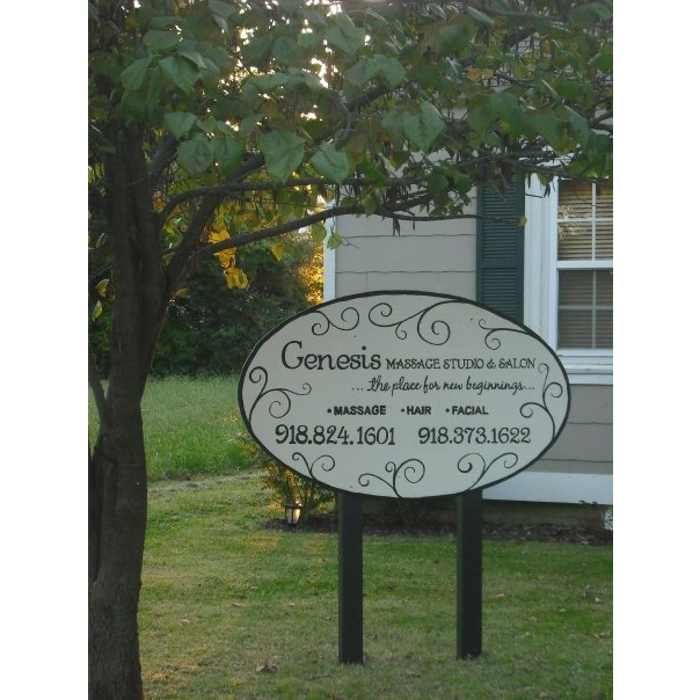 Genesis MASSAGE STUDIO & SALON
...the place for new beginnings...
• MASSAGE • HAIR • FACIAL
918.824.1601 918.373.1622